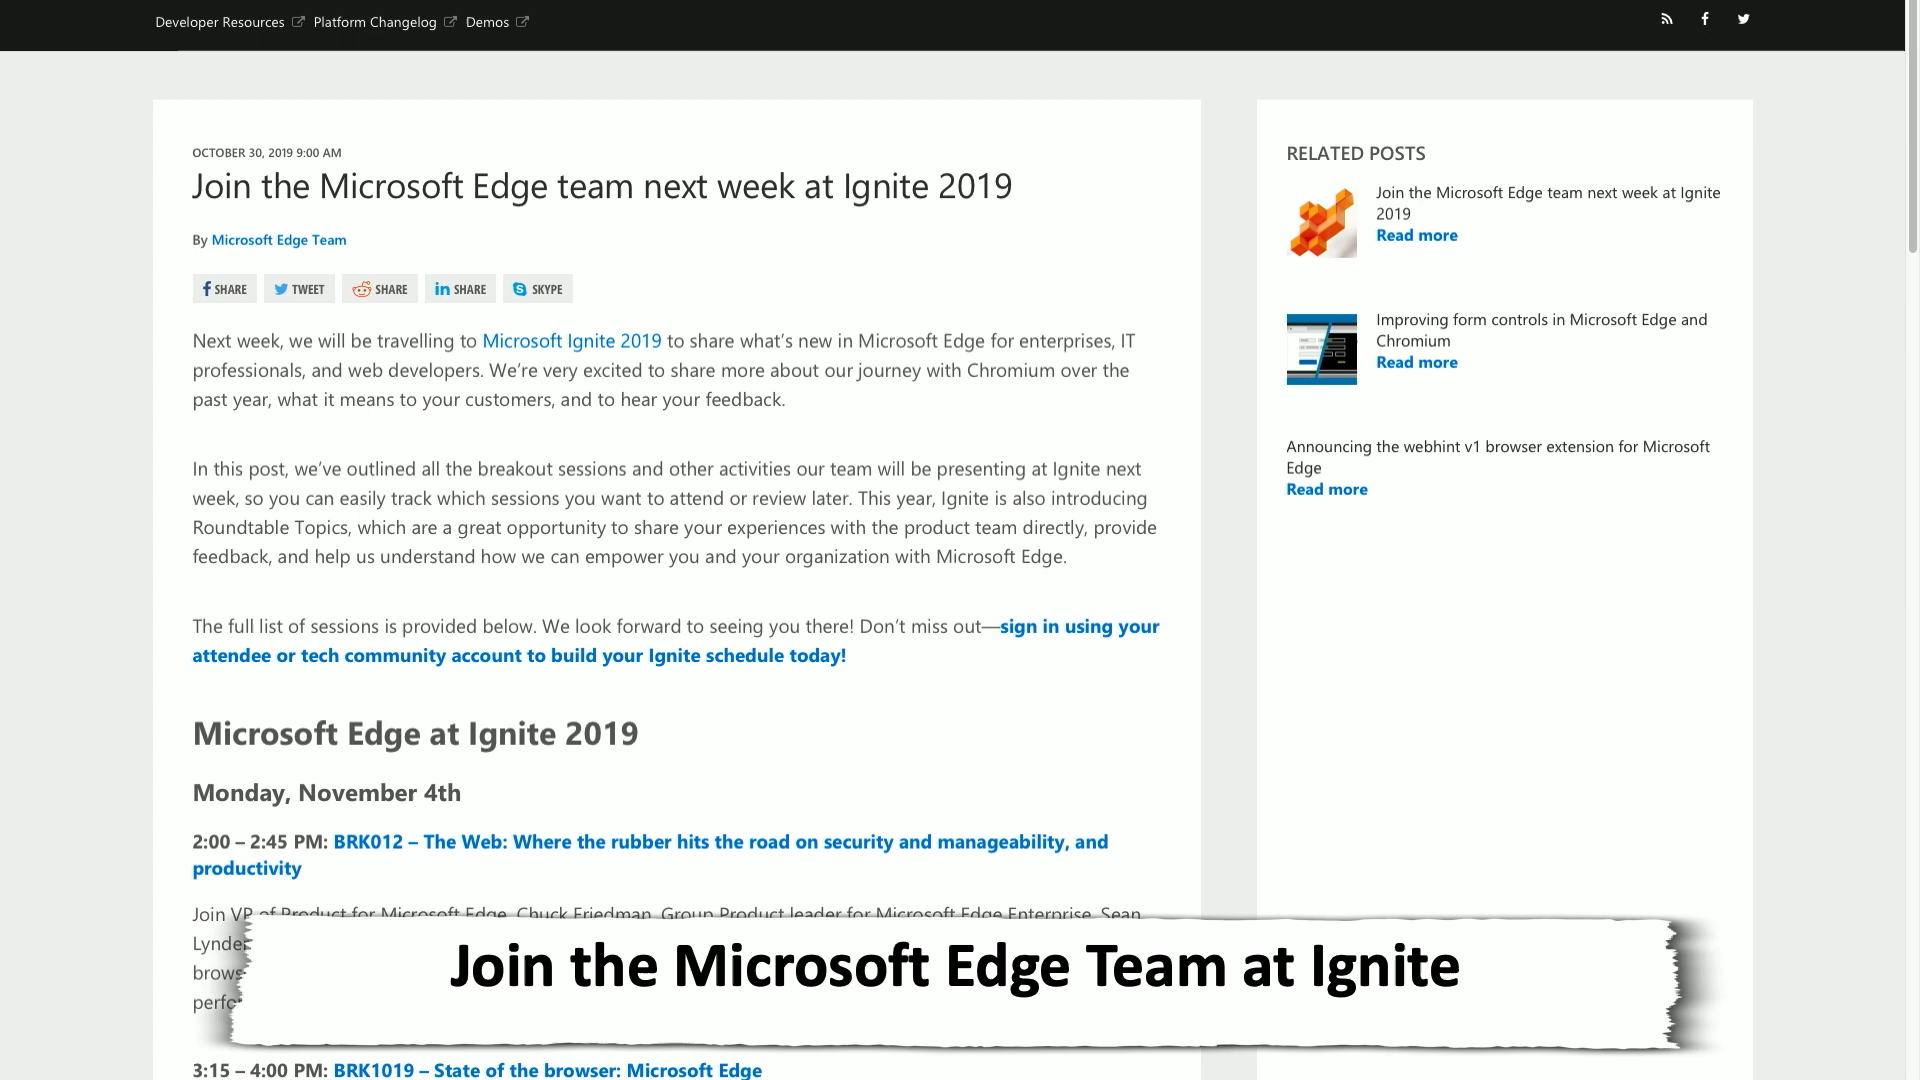 Developer Resources Platform Changelog Demos
OCTOBER 30, 2019 9:00 AM
Join the Microsoft Edge team next week at Ignite 2019
By Microsoft Edge Team
SHARE TWEET SHARE SHARE SKYPE
Next week, we will be travelling to Microsoft Ignite 2019 to share what’s new in Microsoft Edge for enterprises, IT
professionals, and web developers. We’re very excited to share more about our journey with Chromium over the
past year, what it means to your customers, and to hear your feedback.
In this post, we’ve outlined all the breakout sessions and other activities our team will be presenting at Ignite next
week, so you can easily track which sessions you want to attend or review later. This year, Ignite is also introducing
Roundtable Topics, which are a great opportunity to share your experiences with the product team directly, provide
feedback, and help us understand how we can empower you and your organization with Microsoft Edge.
The full list of sessions is provided below. We look forward to seeing you there! Don’t miss out—sign in using your
attendee or tech community account to build your Ignite schedule today!
Microsoft Edge at Ignite 2019
Monday, November 4th
2:00 – 2:45 PM: BRK012 – The Web: Where the rubber hits the road on security and manageability, and
productivity
Join VP of Product for Microsoft Edge, Chuck Friedman, Group Product leader for Microsoft Edge Enterprise, Sean
Join the Microsoft Edge Team at Ignite
3:15 – 4:00 PM: BRK1019 – State of the browser: Microsoft Edge
RELATED POSTS
Join the Microsoft Edge team next week at Ignite
2019
Read more
Improving form controls in Microsoft Edge and
Chromium
Read more
Announcing the webhint v1 browser extension for Microsoft
Edge
Read more